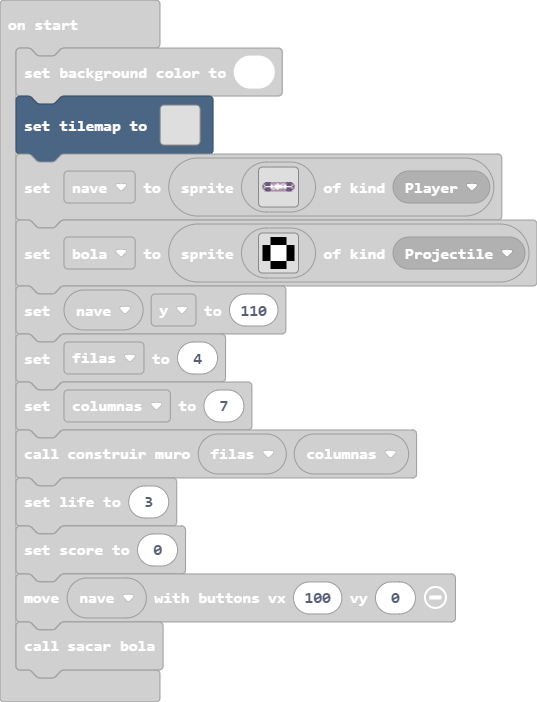 on start
set background color to
set tilemap to
set nave to sprite of kind Player
set bola to sprite of kind Projectile
set nave y to 110
set filas to 4
set columnas to 7
call construir muro filas columnas
set life to 3
set score to 0
move nave with buttons vx 100 vy 0
call sacar bola